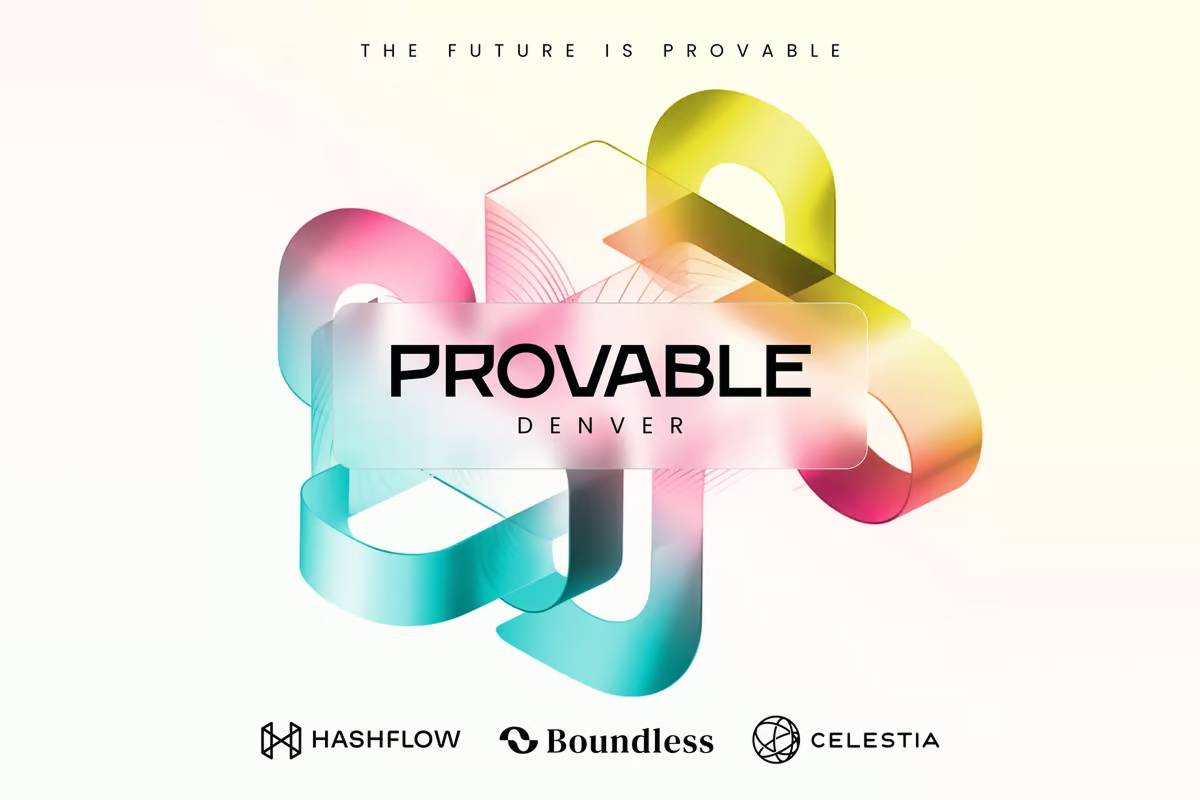 THE FUTURE IS PROVABLE
PROVABLE
DENVER
HASHFLOW
Boundless
CELESTIA